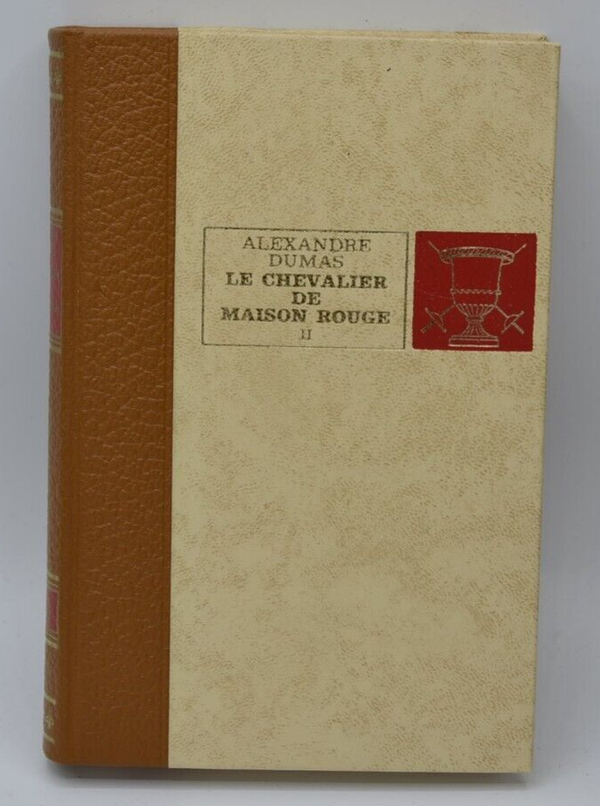 ALEXANDRE
DUMAS
LE CHEVALIER
DE
MAISON ROUGE
II